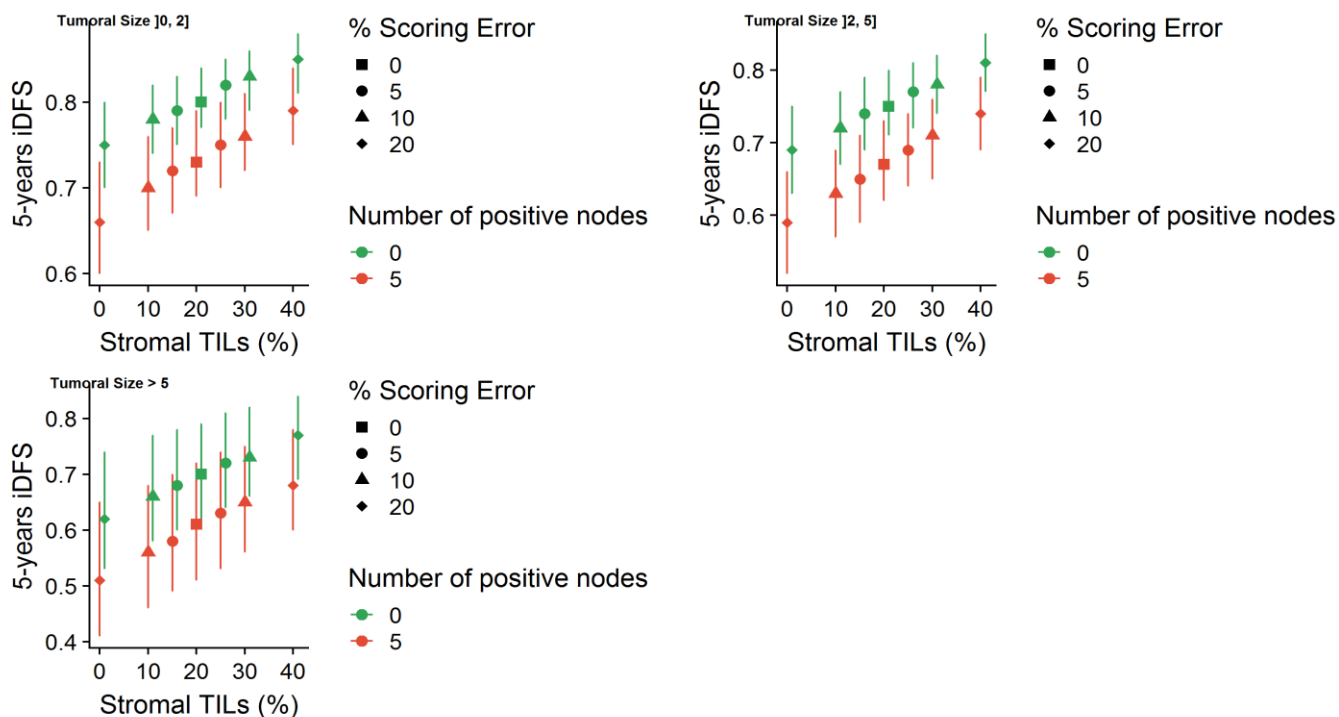 Tumoral Size ]0, 2]
5-years iDFS
0.8
0.7
0.6
0 10 20 30 40
Stromal TILs (%)
% Scoring Error
0
5
10
20
Number of positive nodes
0
5
Tumoral Size ]2, 5]
5-years iDFS
0.8
0.7
0.6
0 10 20 30 40
Stromal TILs (%)
% Scoring Error
0
5
10
20
Number of positive nodes
0
5
Tumoral Size > 5
5-years iDFS
0.8
0.7
0.6
0.5
0.4
0 10 20 30 40
Stromal TILs (%)
% Scoring Error
0
5
10
20
Number of positive nodes
0
5